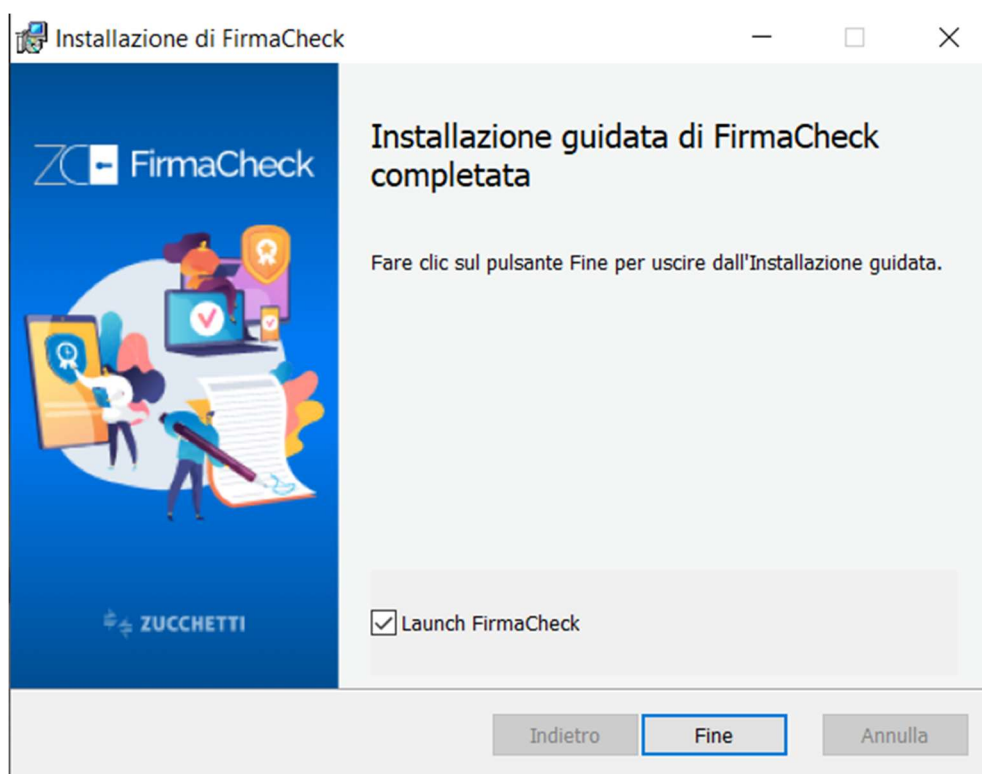 Installazione di FirmaCheck
ZC FirmaCheck
Installazione guidata di FirmaCheck
completata
Fare clic sul pulsante Fine per uscire dall'Installazione guidata.
ZUCCHETTI
Launch FirmaCheck
Indietro
Fine
Annulla